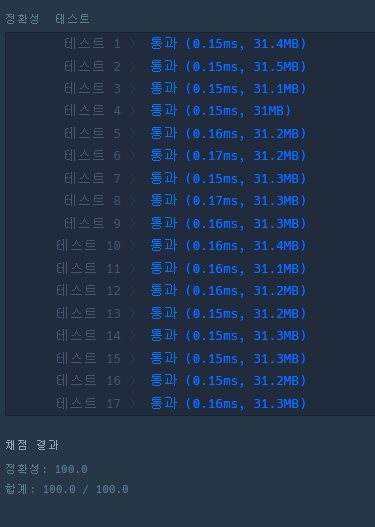 정확성 테스트
테스트 1 〉 통과 (0.15ms, 31.4MB)
테스트 2 〉 통과 (0.15ms, 31.5MB)
테스트 3 〉 통과 (0.15ms, 31.1MB)
테스트 4 〉 통과 (0.15ms, 31MB)
테스트 5 〉 통과 (0.16ms, 31.2MB)
테스트 6 〉 통과 (0.17ms, 31.2MB)
테스트 7 〉 통과 (0.15ms, 31.3MB)
테스트 8 〉 통과 (0.17ms, 31.3MB)
테스트 9 〉 통과 (0.16ms, 31.3MB)
테스트 10 〉 통과 (0.16ms, 31.4MB)
테스트 11 〉 통과 (0.16ms, 31.1MB)
테스트 12 〉 통과 (0.16ms, 31.2MB)
테스트 13 〉 통과 (0.15ms, 31.2MB)
테스트 14 〉 통과 (0.15ms, 31.3MB)
테스트 15 〉 통과 (0.15ms, 31.3MB)
테스트 16 〉 통과 (0.15ms, 31.2MB)
테스트 17 〉 통과 (0.16ms, 31.3MB)
채점 결과
정확성: 100.0
합계: 100.0 / 100.0